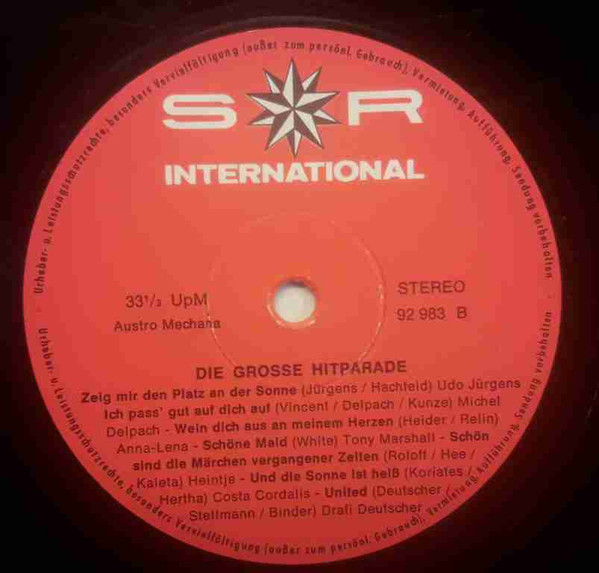 Urheber- u. Leistungsschutzrechte, besonders Vervielfältigung (außer zum persönl. Gebrauch), Vermietung, Aufführung, Sendung vorbehalten
S R
INTERNATIONAL
33¹/₃ UpM
Austro Mechana
STEREO
92 983 B
DIE GROSSE HITPARADE
Zeig mir den Platz an der Sonne (Jürgens / Hachfeld) Udo Jürgens
Ich pass' gut auf dich auf (Vincent / Delpach / Kunze) Michel
Delpach - Wein dich aus an meinem Herzen (Heider / Relin)
Anna-Lena - Schöne Maid (White) Tony Marshall - Schön
sind die Märchen vergangener Zeiten (Roloff / Hee /
Kaleta) Heintje - Und die Sonne ist heiß (Koriates /
Hertha) Costa Cordalis - United (Deutscher /
Stellmann / Binder) Drafi Deutscher
Urheber- u. Leistungsschutzrechte, besonders Vervielfältigung (außer zum persönl. Gebrauch), Vermietung, Aufführung, Sendung vorbehalten